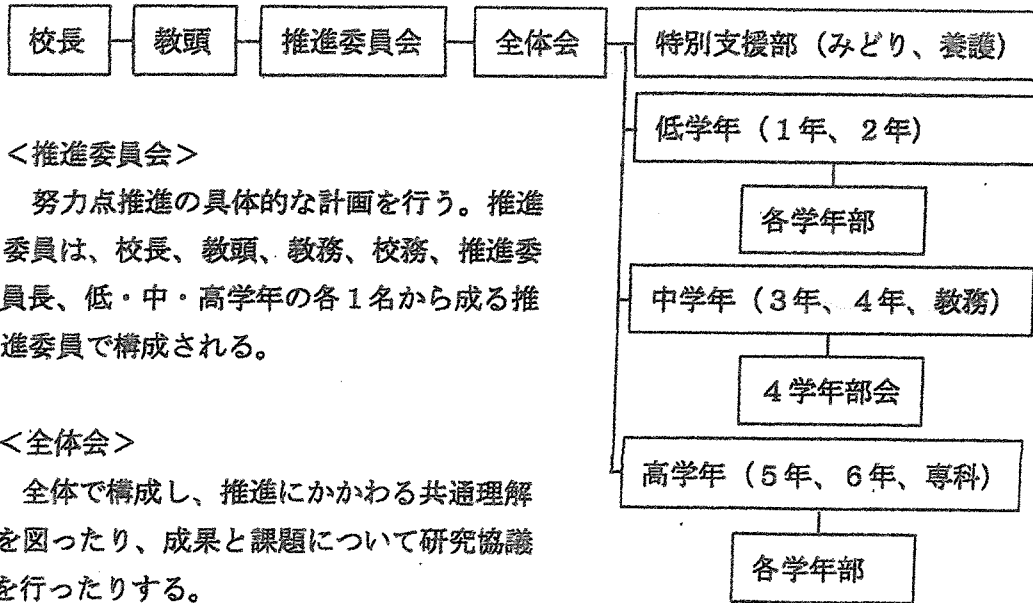 校長
教頭
推進委員会
全体会
特別支援部（みどり、養護）
低学年（1年、2年）
各学年部
中学年（3年、4年、教務）
4学年部会
高学年（5年、6年、専科）
各学年部
＜推進委員会＞
努力点推進の具体的な計画を行う。推進
委員は、校長、教頭、教務、校務、推進委
員長、低・中・高学年の各1名から成る推
進委員で構成される。
＜全体会＞
全体で構成し、推進にかかわる共通理解
を図ったり、成果と課題について研究協議
を行ったりする。